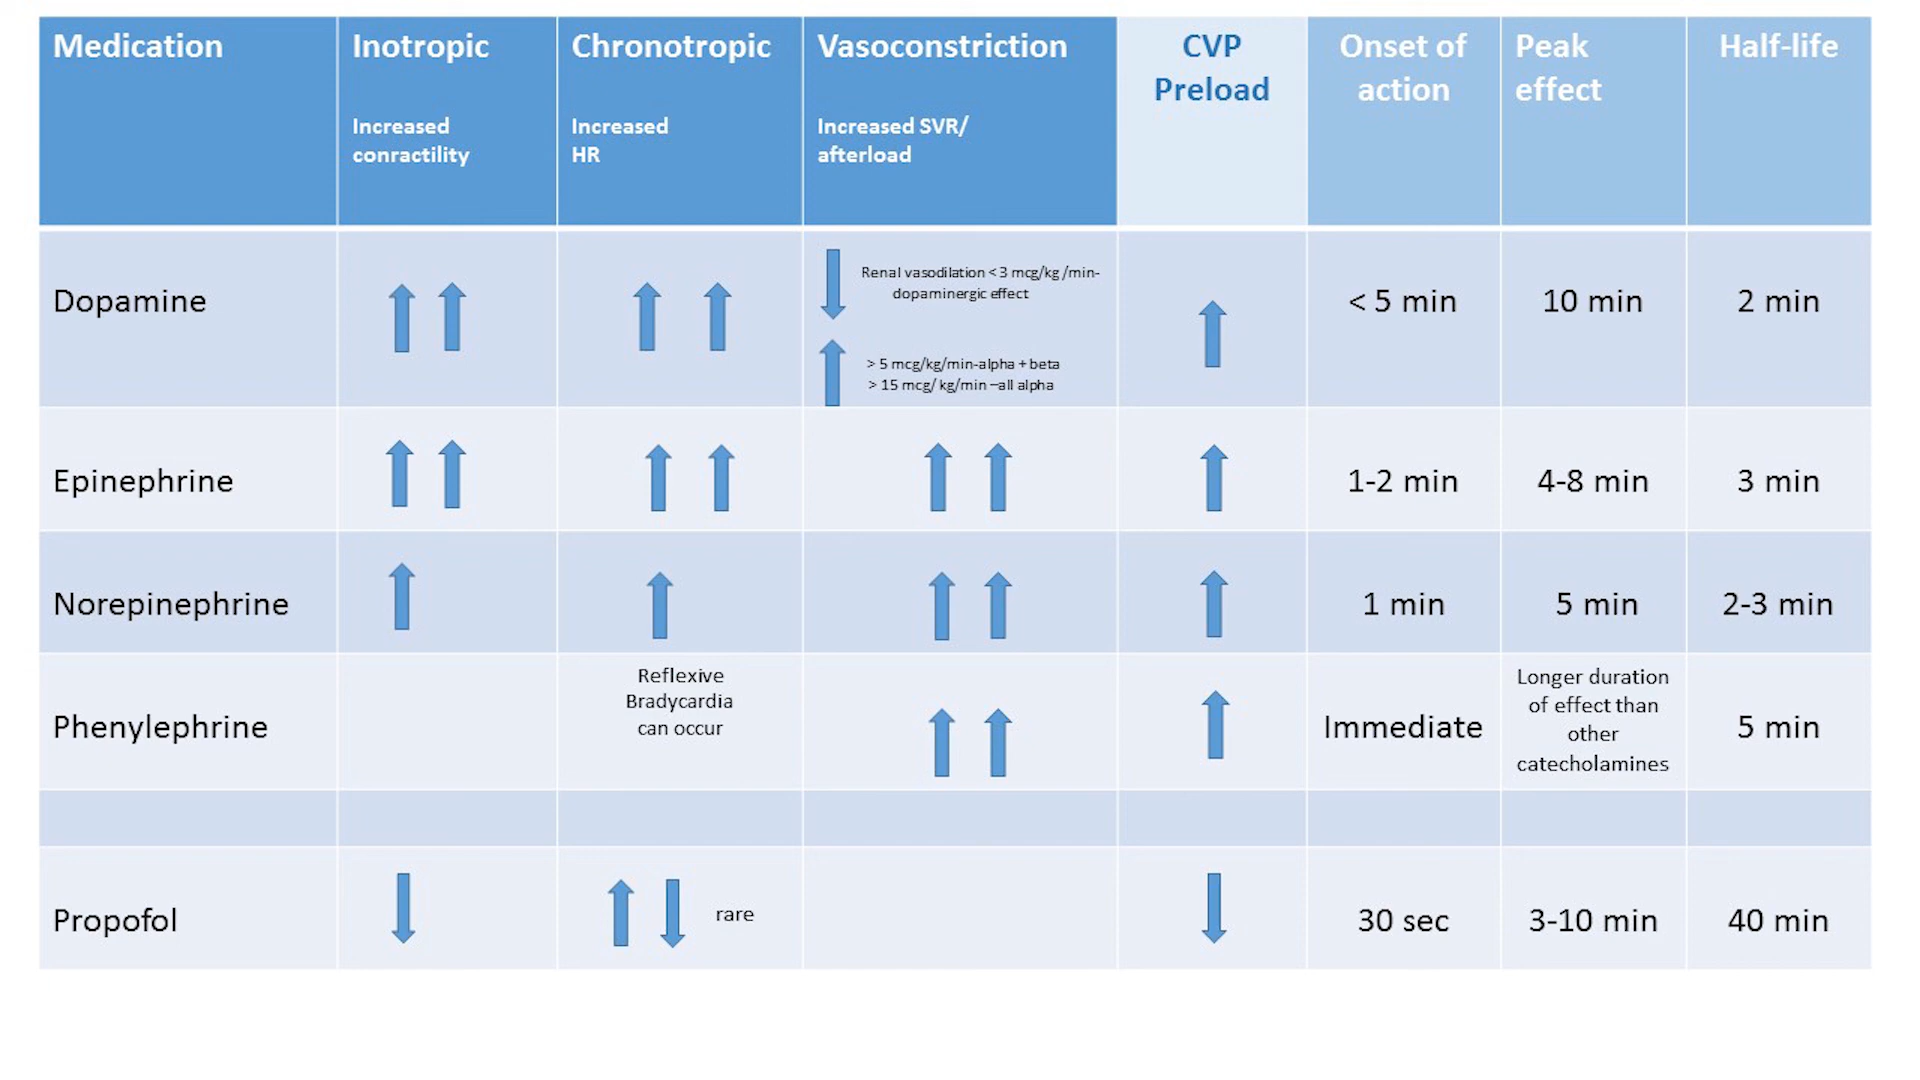 Medication
Inotropic
Increased
conractility
Chronotropic
Increased
HR
Vasoconstriction
Increased SVR/
afterload
CVP
Preload
Onset of
action
Peak
effect
Half-life
Dopamine
Renal vasodilation < 3 mcg/kg /min-
dopaminergic effect
> 5 mcg/kg/min-alpha + beta
> 15 mcg/ kg/min –all alpha
< 5 min
10 min
2 min
Epinephrine
1-2 min
4-8 min
3 min
Norepinephrine
1 min
5 min
2-3 min
Phenylephrine
Reflexive
Bradycardia
can occur
Immediate
Longer duration
of effect than
other
catecholamines
5 min
Propofol
rare
30 sec
3-10 min
40 min